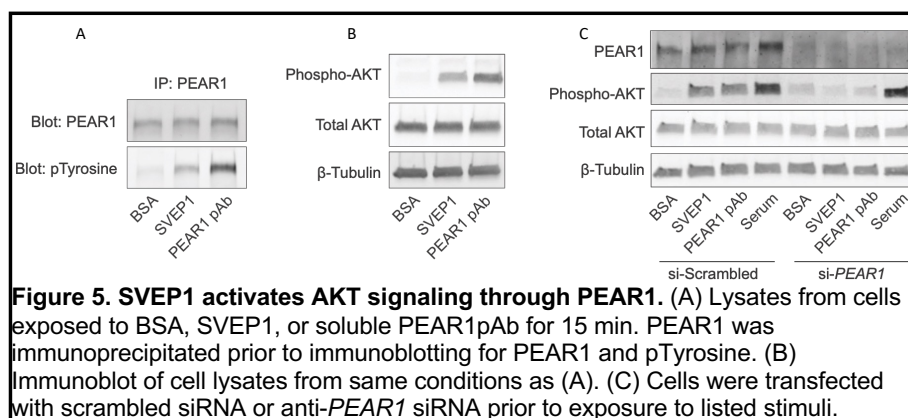 A
IP: PEAR1
Blot: PEAR1
Blot: pTyrosine
BSA
SVEP1
PEAR1 pAb
B
Phospho-AKT
Total AKT
β-Tubulin
BSA
SVEP1
PEAR1 pAb
C
PEAR1
Phospho-AKT
Total AKT
β-Tubulin
BSA
SVEP1
PEAR1 pAb
Serum
BSA
SVEP1
PEAR1 pAb
Serum
si-Scrambled
si-PEAR1
Figure 5. SVEP1 activates AKT signaling through PEAR1. (A) Lysates from cells
exposed to BSA, SVEP1, or soluble PEAR1pAb for 15 min. PEAR1 was
immunoprecipitated prior to immunoblotting for PEAR1 and pTyrosine. (B)
Immunoblot of cell lysates from same conditions as (A). (C) Cells were transfected
with scrambled siRNA or anti-PEAR1 siRNA prior to exposure to listed stimuli.